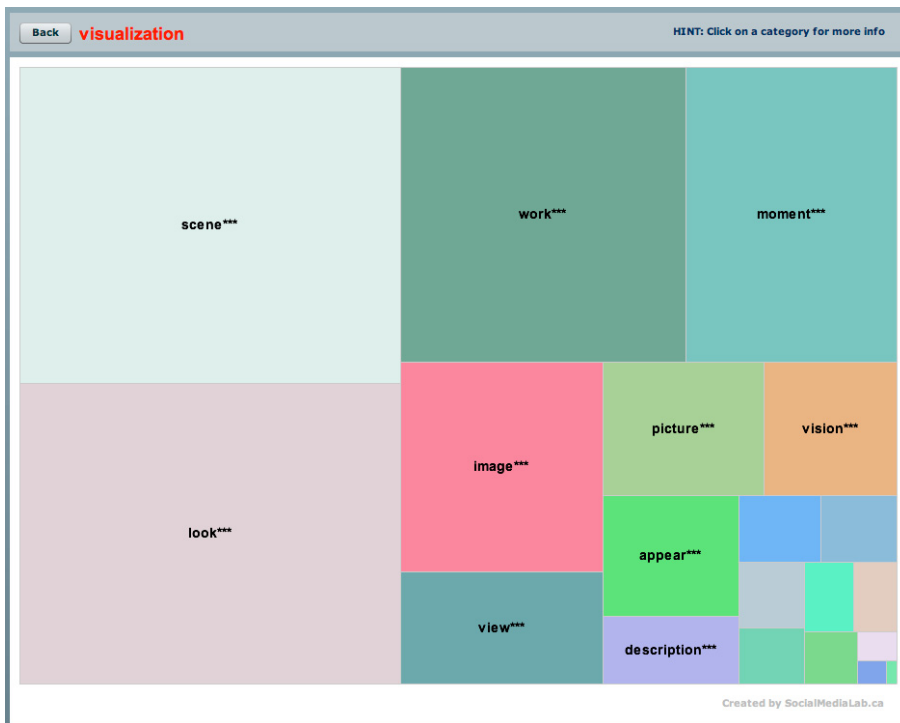 Back
visualization
HINT: Click on a category for more info
scene***
work***
moment***
look***
image***
picture***
vision***
appear***
view***
description***
Created by SocialMediaLab.ca